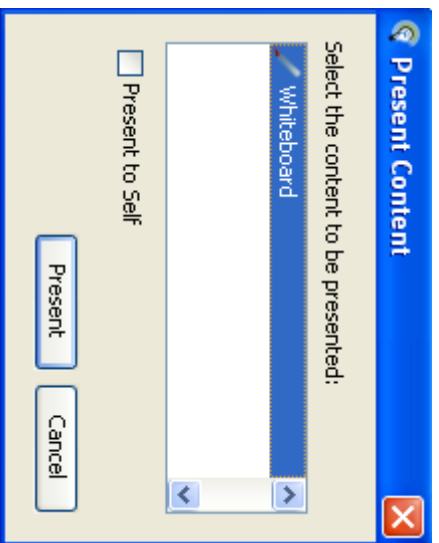 Present Content
Select the content to be presented:
Whiteboard
Present to Self
Present
Cancel